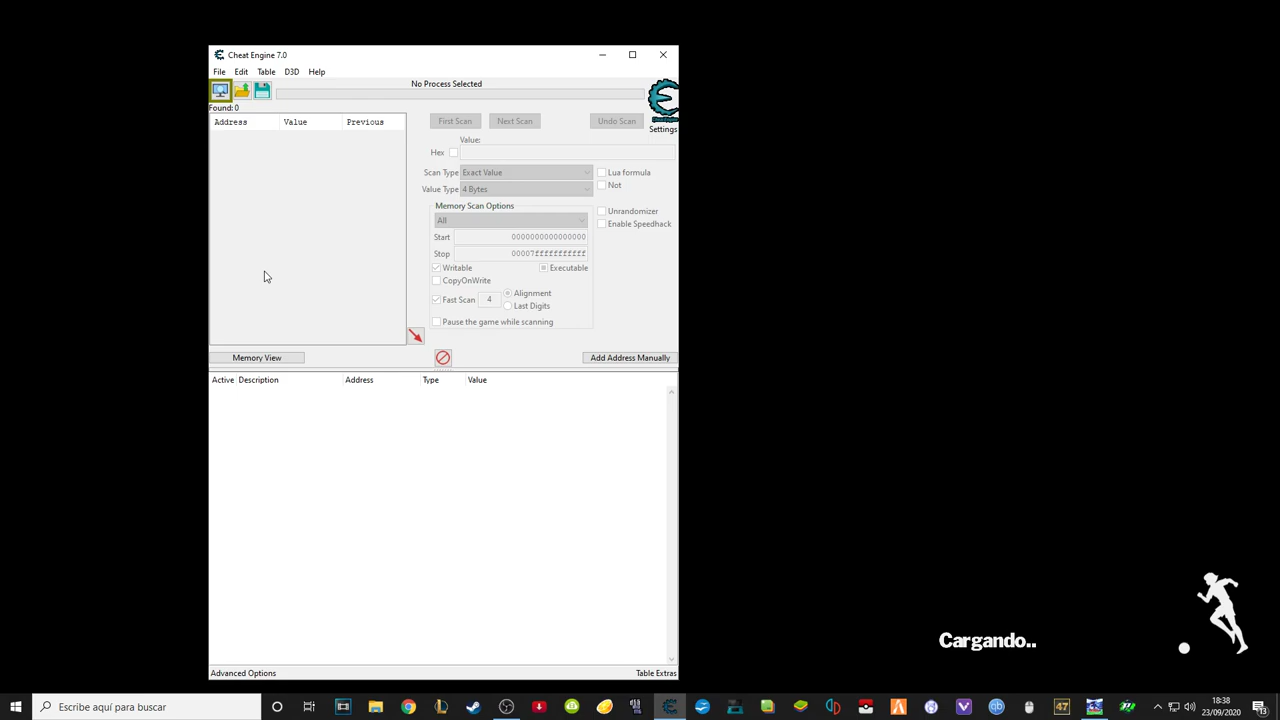 Cheat Engine 7.0
File Edit Table D3D Help
No Process Selected
Found: 0
Address Value Previous
First Scan Next Scan Undo Scan
Settings
Value:
Hex
Scan Type Exact Value Lua formula
Not
Value Type 4 Bytes
Memory Scan Options
All
Unrandomizer
Enable Speedhack
Start 0000000000000000
Stop 00007fffffffffff
Writable Executable
CopyOnWrite
Fast Scan 4 Alignment
Last Digits
Pause the game while scanning
Memory View Add Address Manually
Active Description Address Type Value
Cargando..
Advanced Options Table Extras
Escribe aquí para buscar
47
18:38
23/09/2020